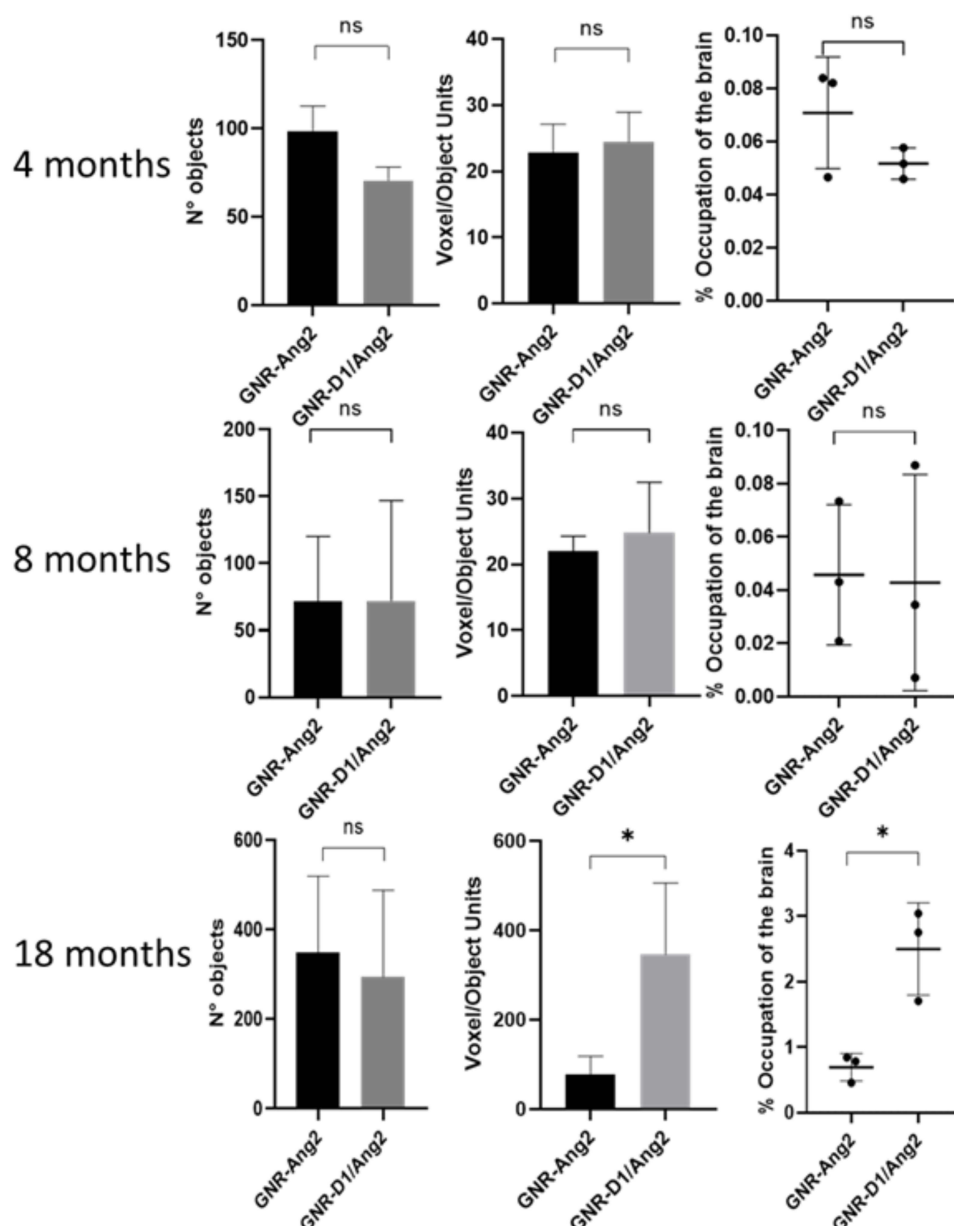 4 months
ns
N° objects
150
100
50
0
GNR-Ang2
GNR-D1/Ang2
ns
Voxel/Object Units
40
30
20
10
0
GNR-Ang2
GNR-D1/Ang2
ns
% Occupation of the brain
0.10
0.08
0.06
0.04
0.02
0.00
GNR-Ang2
GNR-D1/Ang2
8 months
ns
N° objects
200
150
100
50
0
GNR-Ang2
GNR-D1/Ang2
ns
Voxel/Object Units
40
30
20
10
0
GNR-Ang2
GNR-D1/Ang2
ns
% Occupation of the brain
0.10
0.08
0.06
0.04
0.02
0.00
GNR-Ang2
GNR-D1/Ang2
18 months
ns
N° objects
600
400
200
0
GNR-Ang2
GNR-D1/Ang2
*
Voxel/Object Units
600
400
200
0
GNR-Ang2
GNR-D1/Ang2
*
% Occupation of the brain
4
3
2
1
0
GNR-Ang2
GNR-D1/Ang2